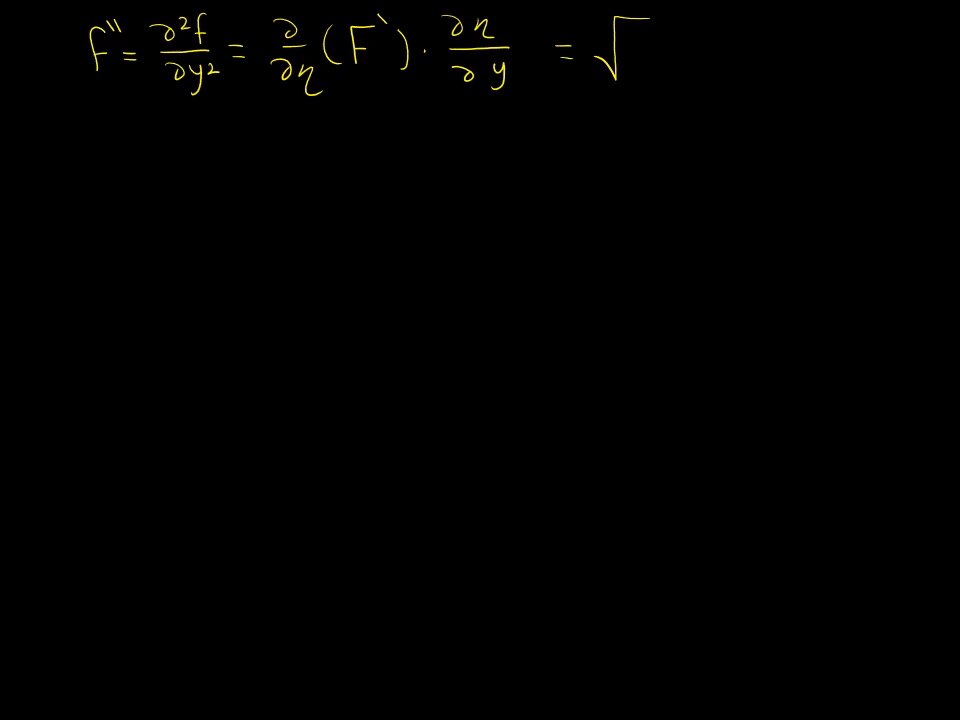 f'' = ∂²f/∂y² = ∂/∂η (F') · ∂η/∂y = √